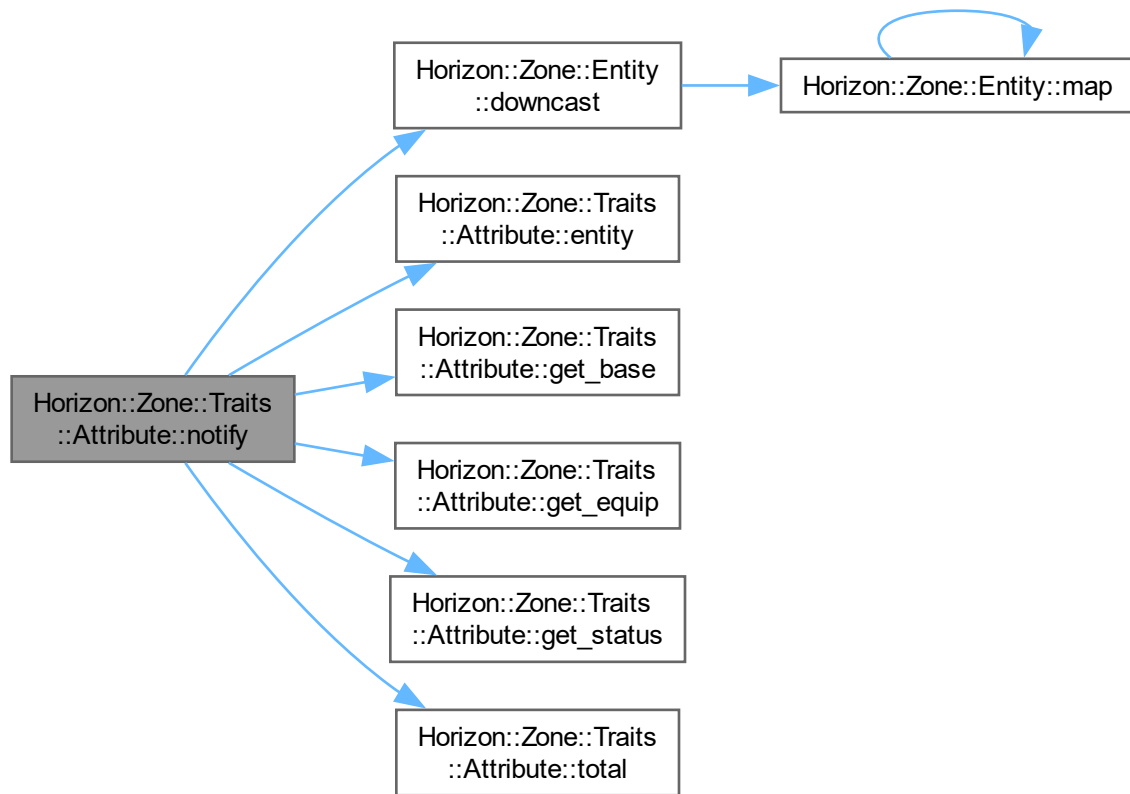 Horizon::Zone::Entity
::downcast
Horizon::Zone::Entity::map
Horizon::Zone::Traits
::Attribute::entity
Horizon::Zone::Traits
::Attribute::get_base
Horizon::Zone::Traits
::Attribute::notify
Horizon::Zone::Traits
::Attribute::get_equip
Horizon::Zone::Traits
::Attribute::get_status
Horizon::Zone::Traits
::Attribute::total